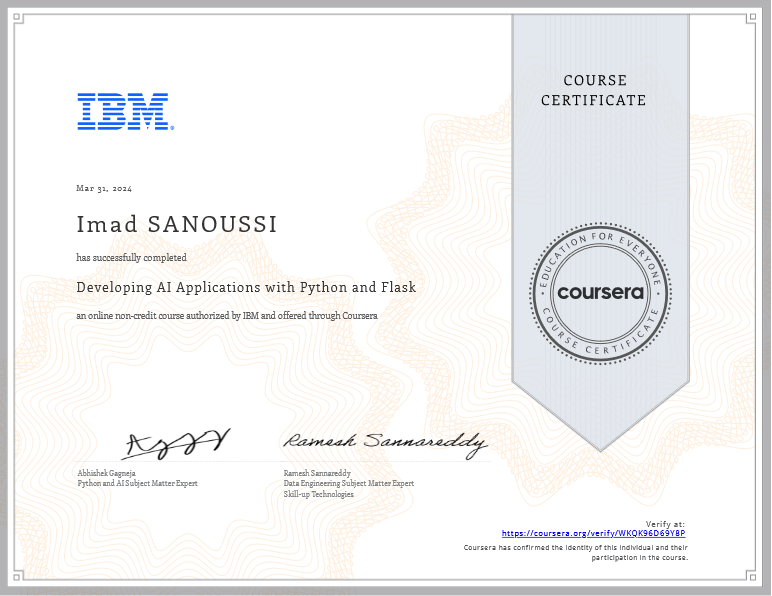 COURSE
CERTIFICATE
IBM
Mar 31, 2024
Imad SANOUSSI
has successfully completed
Developing AI Applications with Python and Flask
an online non-credit course authorized by IBM and offered through Coursera
EDUCATION FOR EVERYONE
coursera
COURSE CERTIFICATE
Ramesh Sannareddy
Abhishek Gagneja
Python and AI Subject Matter Expert
Ramesh Sannareddy
Data Engineering Subject Matter Expert
Skill-up Technologies
Verify at:
https://coursera.org/verify/WKQK96D69Y8P
Coursera has confirmed the identity of this individual and their
participation in the course.